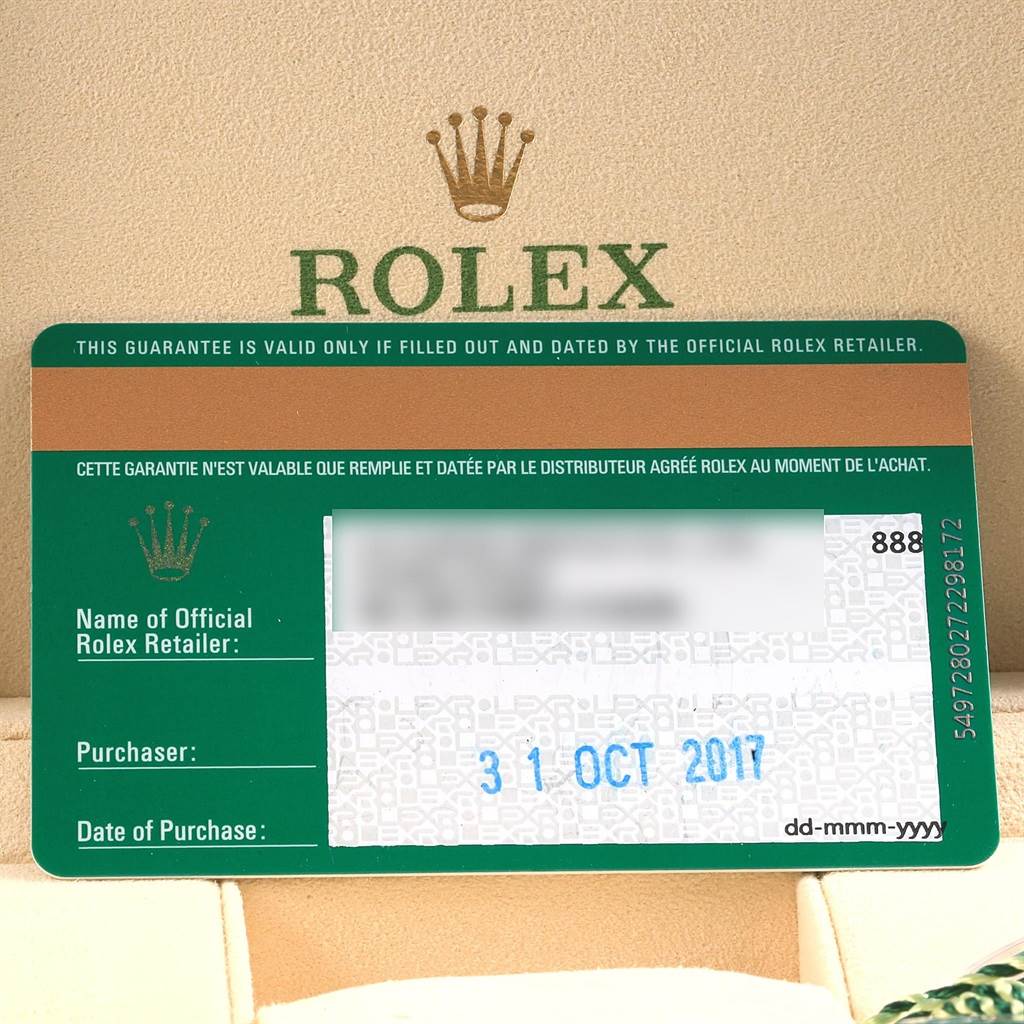 ROLEX
THIS GUARANTEE IS VALID ONLY IF FILLED OUT AND DATED BY THE OFFICIAL ROLEX RETAILER.
CETTE GARANTIE N'EST VALABLE QUE REMPLIE ET DATÉE PAR LE DISTRIBUTEUR AGRÉÉ ROLEX AU MOMENT DE L'ACHAT.
888
Name of Official
Rolex Retailer:
Purchaser:
31 OCT 2017
Date of Purchase:
dd-mmm-yyyy
5497280272298172